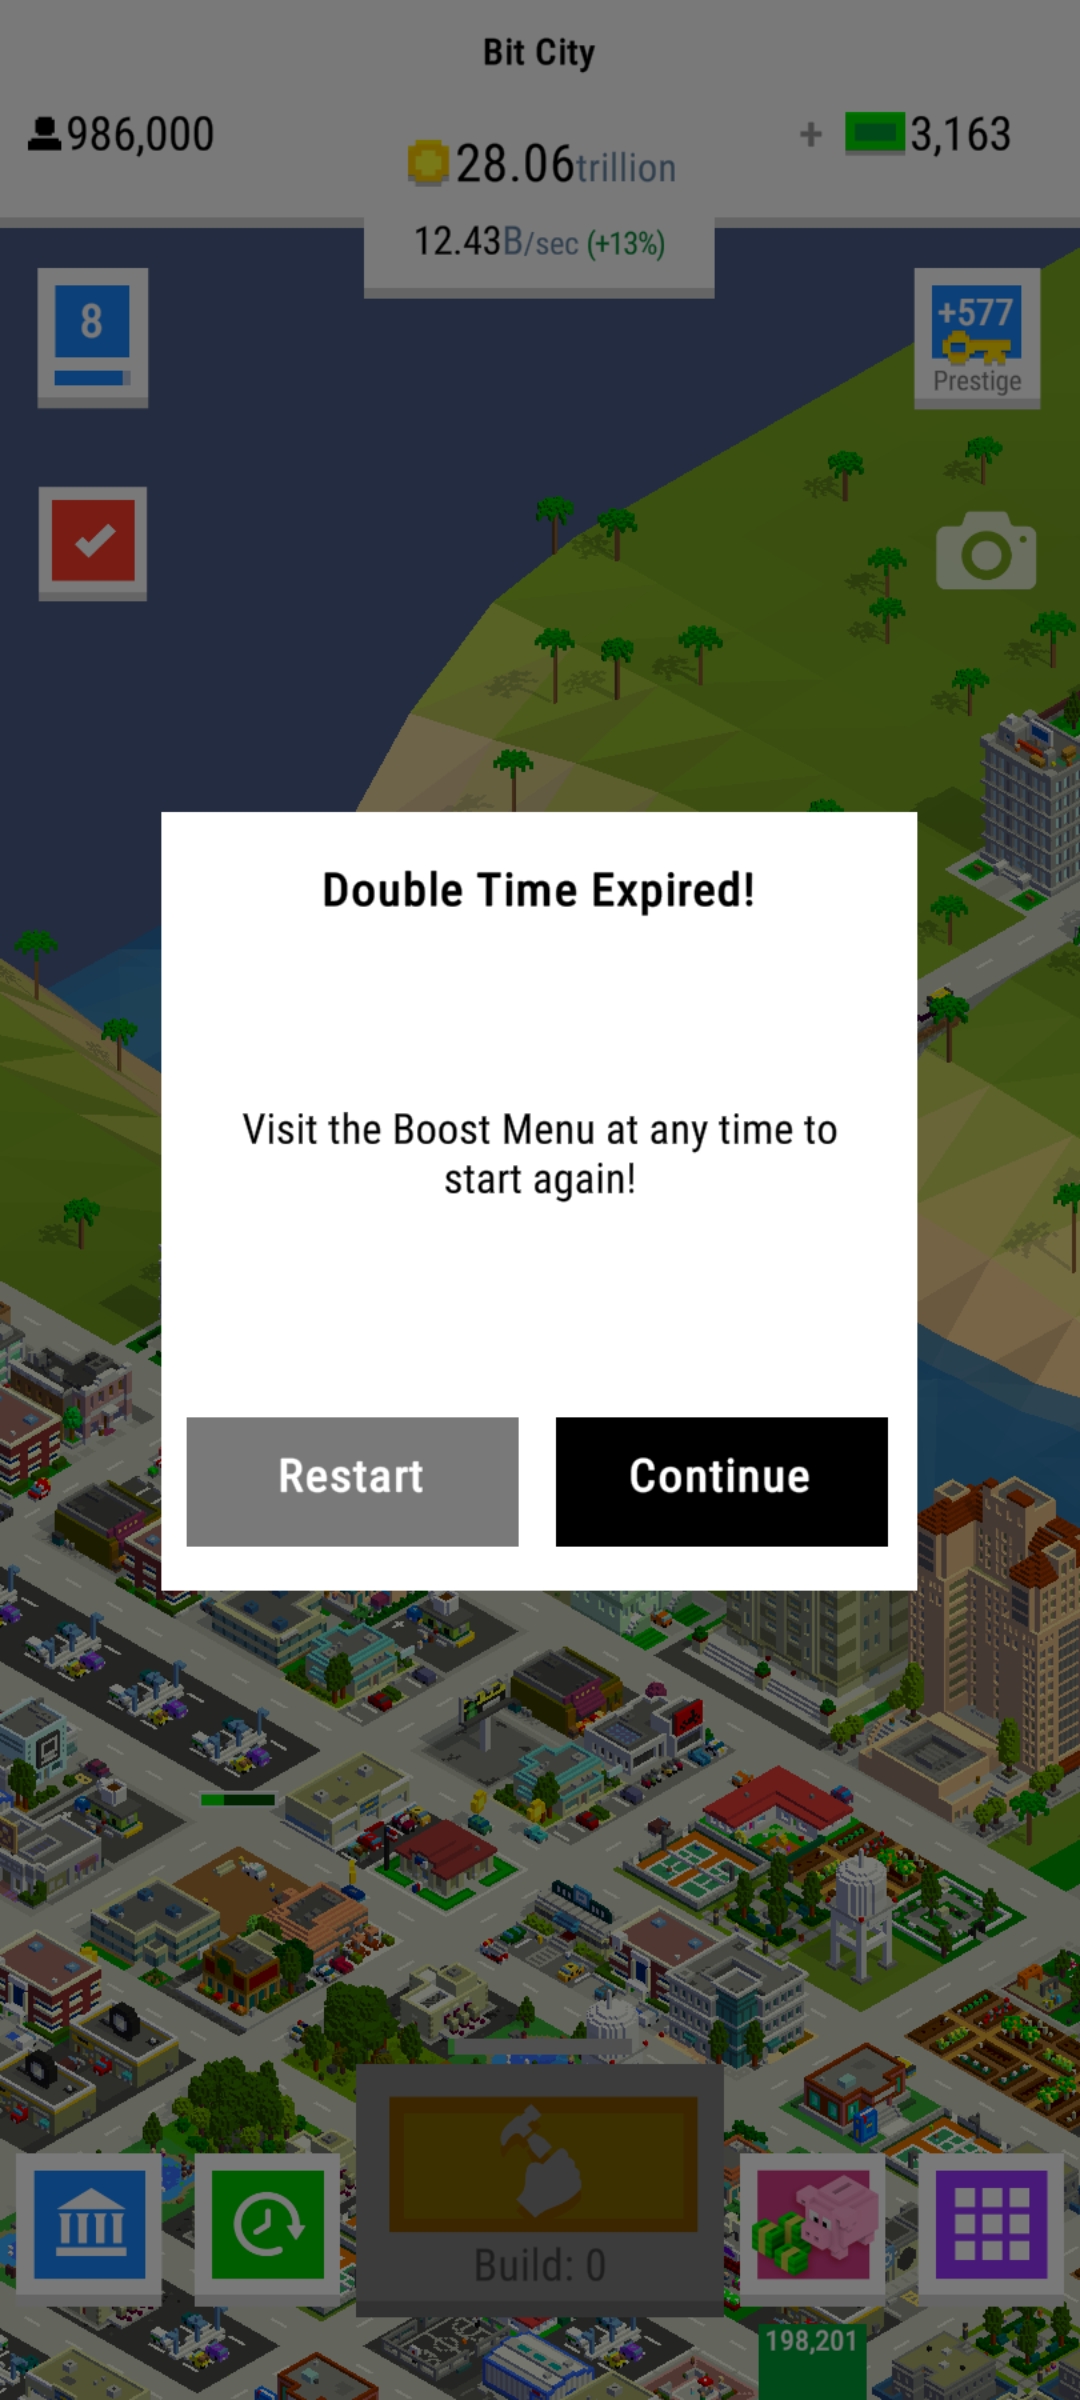 Bit City
986,000
28.06trillion
+ 3,163
12.43B/sec (+13%)
8
+577
Prestige
Double Time Expired!
Visit the Boost Menu at any time to
start again!
Restart
Continue
Build: 0
198,201